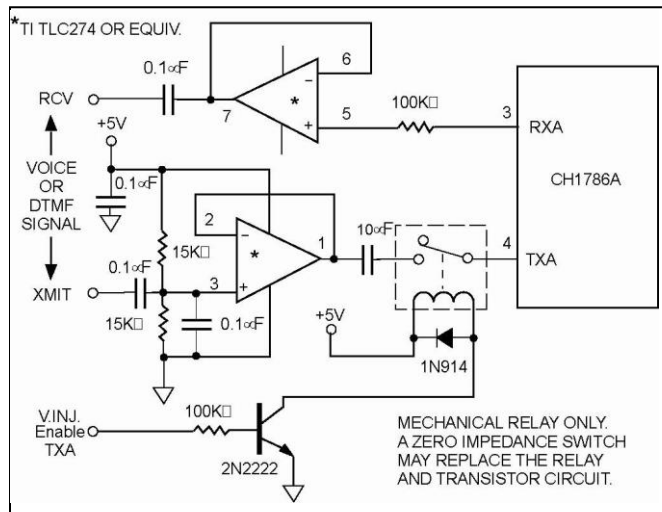 *TI TLC274 OR EQUIV.
0.1∝F
RCV
7
6
5
*
−
+
100K□
3
RXA
CH1786A
+5V
0.1∝F
VOICE
OR
DTMF
SIGNAL
15K□
2
−
*
1
10∝F
4
TXA
0.1∝F
XMIT
3
+
15K□
0.1∝F
+5V
1N914
V.INJ.
Enable
TXA
100K□
2N2222
MECHANICAL RELAY ONLY.
A ZERO IMPEDANCE SWITCH
MAY REPLACE THE RELAY
AND TRANSISTOR CIRCUIT.